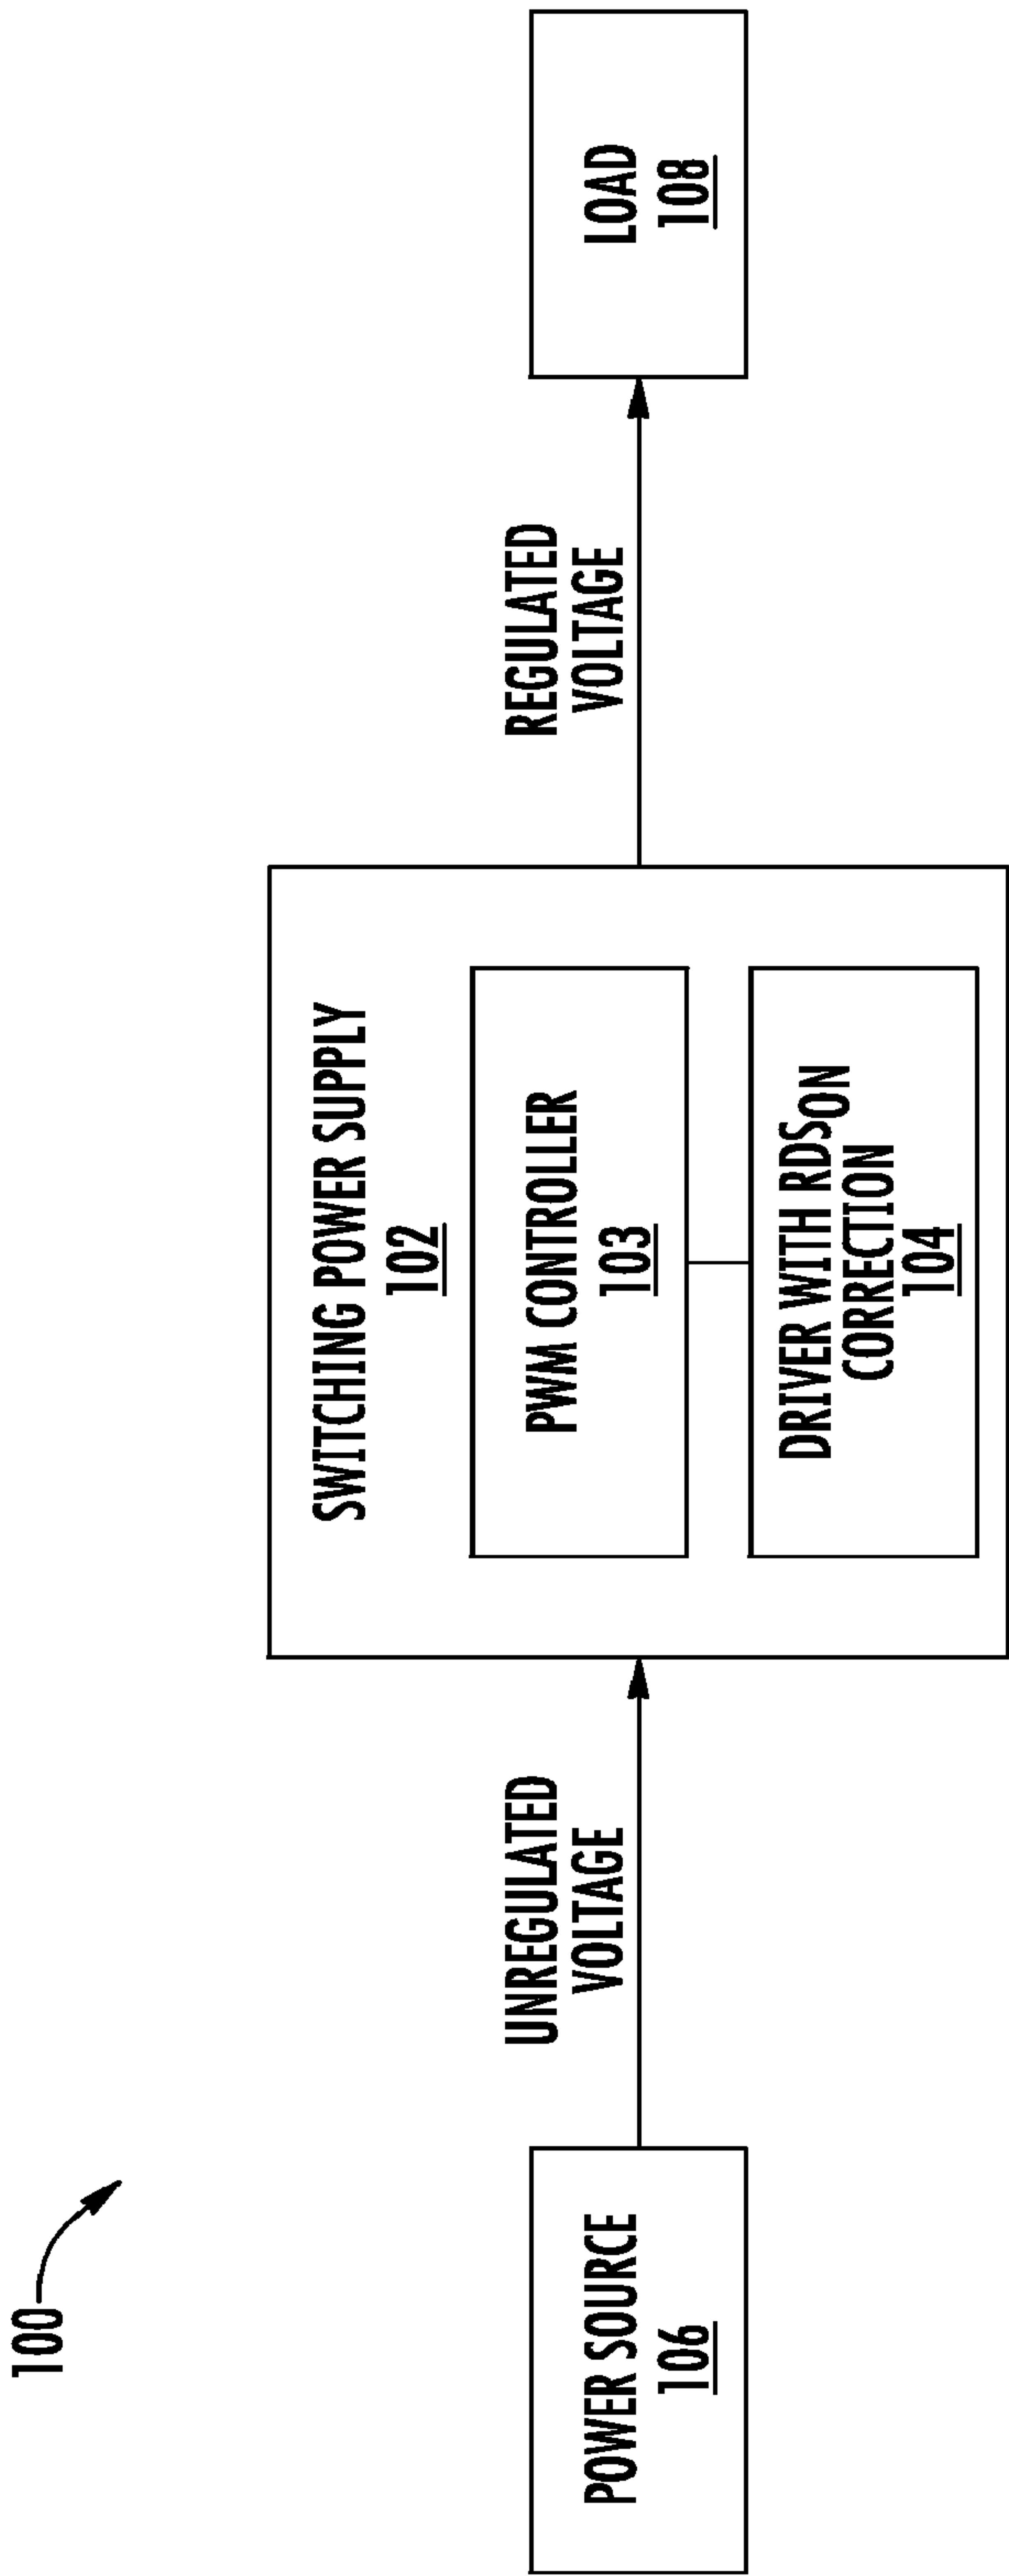 100
POWER SOURCE
106
UNREGULATED
VOLTAGE
SWITCHING POWER SUPPLY
102
PWM CONTROLLER
103
DRIVER WITH RDSON
CORRECTION
104
REGULATED
VOLTAGE
LOAD
108